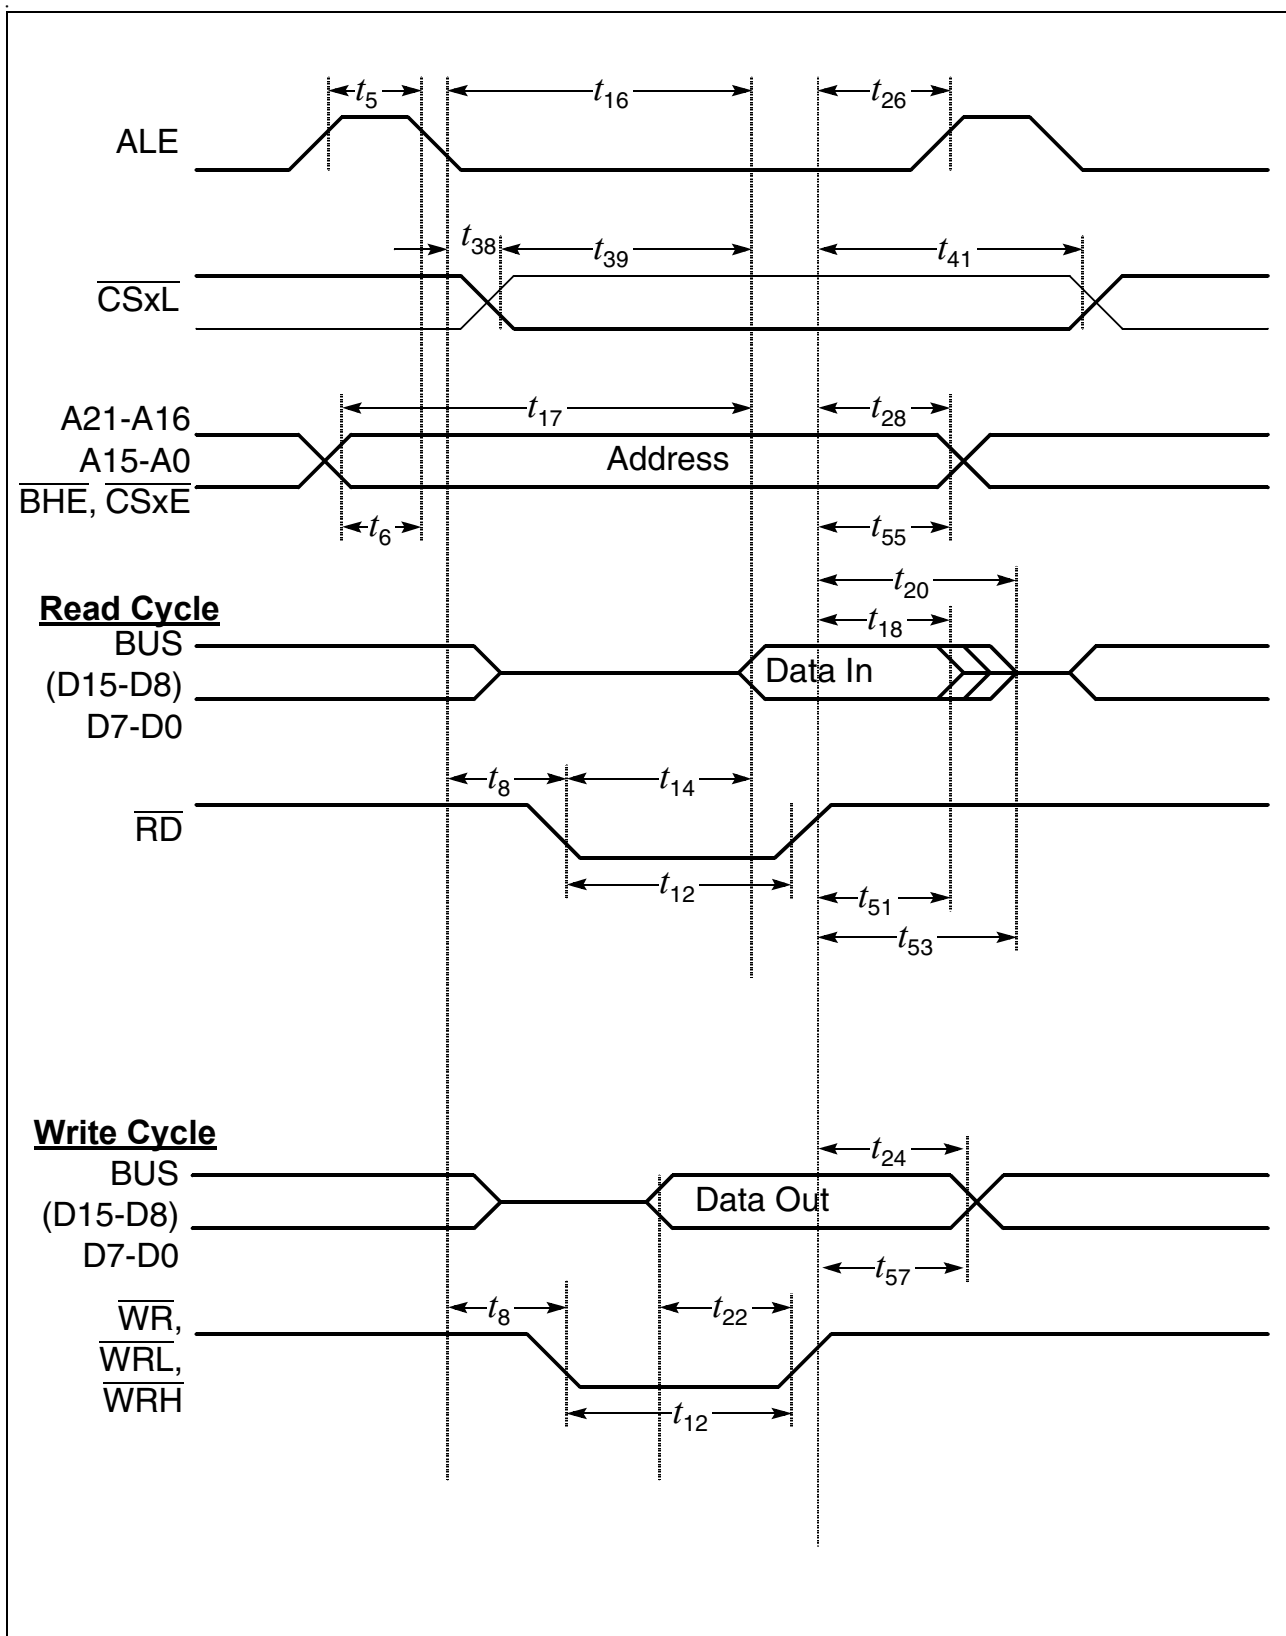 t5 t16 t26
ALE
t38 t39 t41
CSxL
t17 t28
A21-A16
A15-A0 Address
BHE, CSxE
t6 t55
t20
Read Cycle
t18
BUS
(D15-D8) Data In
D7-D0
t8 t14
RD
t12 t51
t53
Write Cycle
t24
BUS
(D15-D8) Data Out
D7-D0
t57
t8 t22
WR,
WRL,
WRH
t12